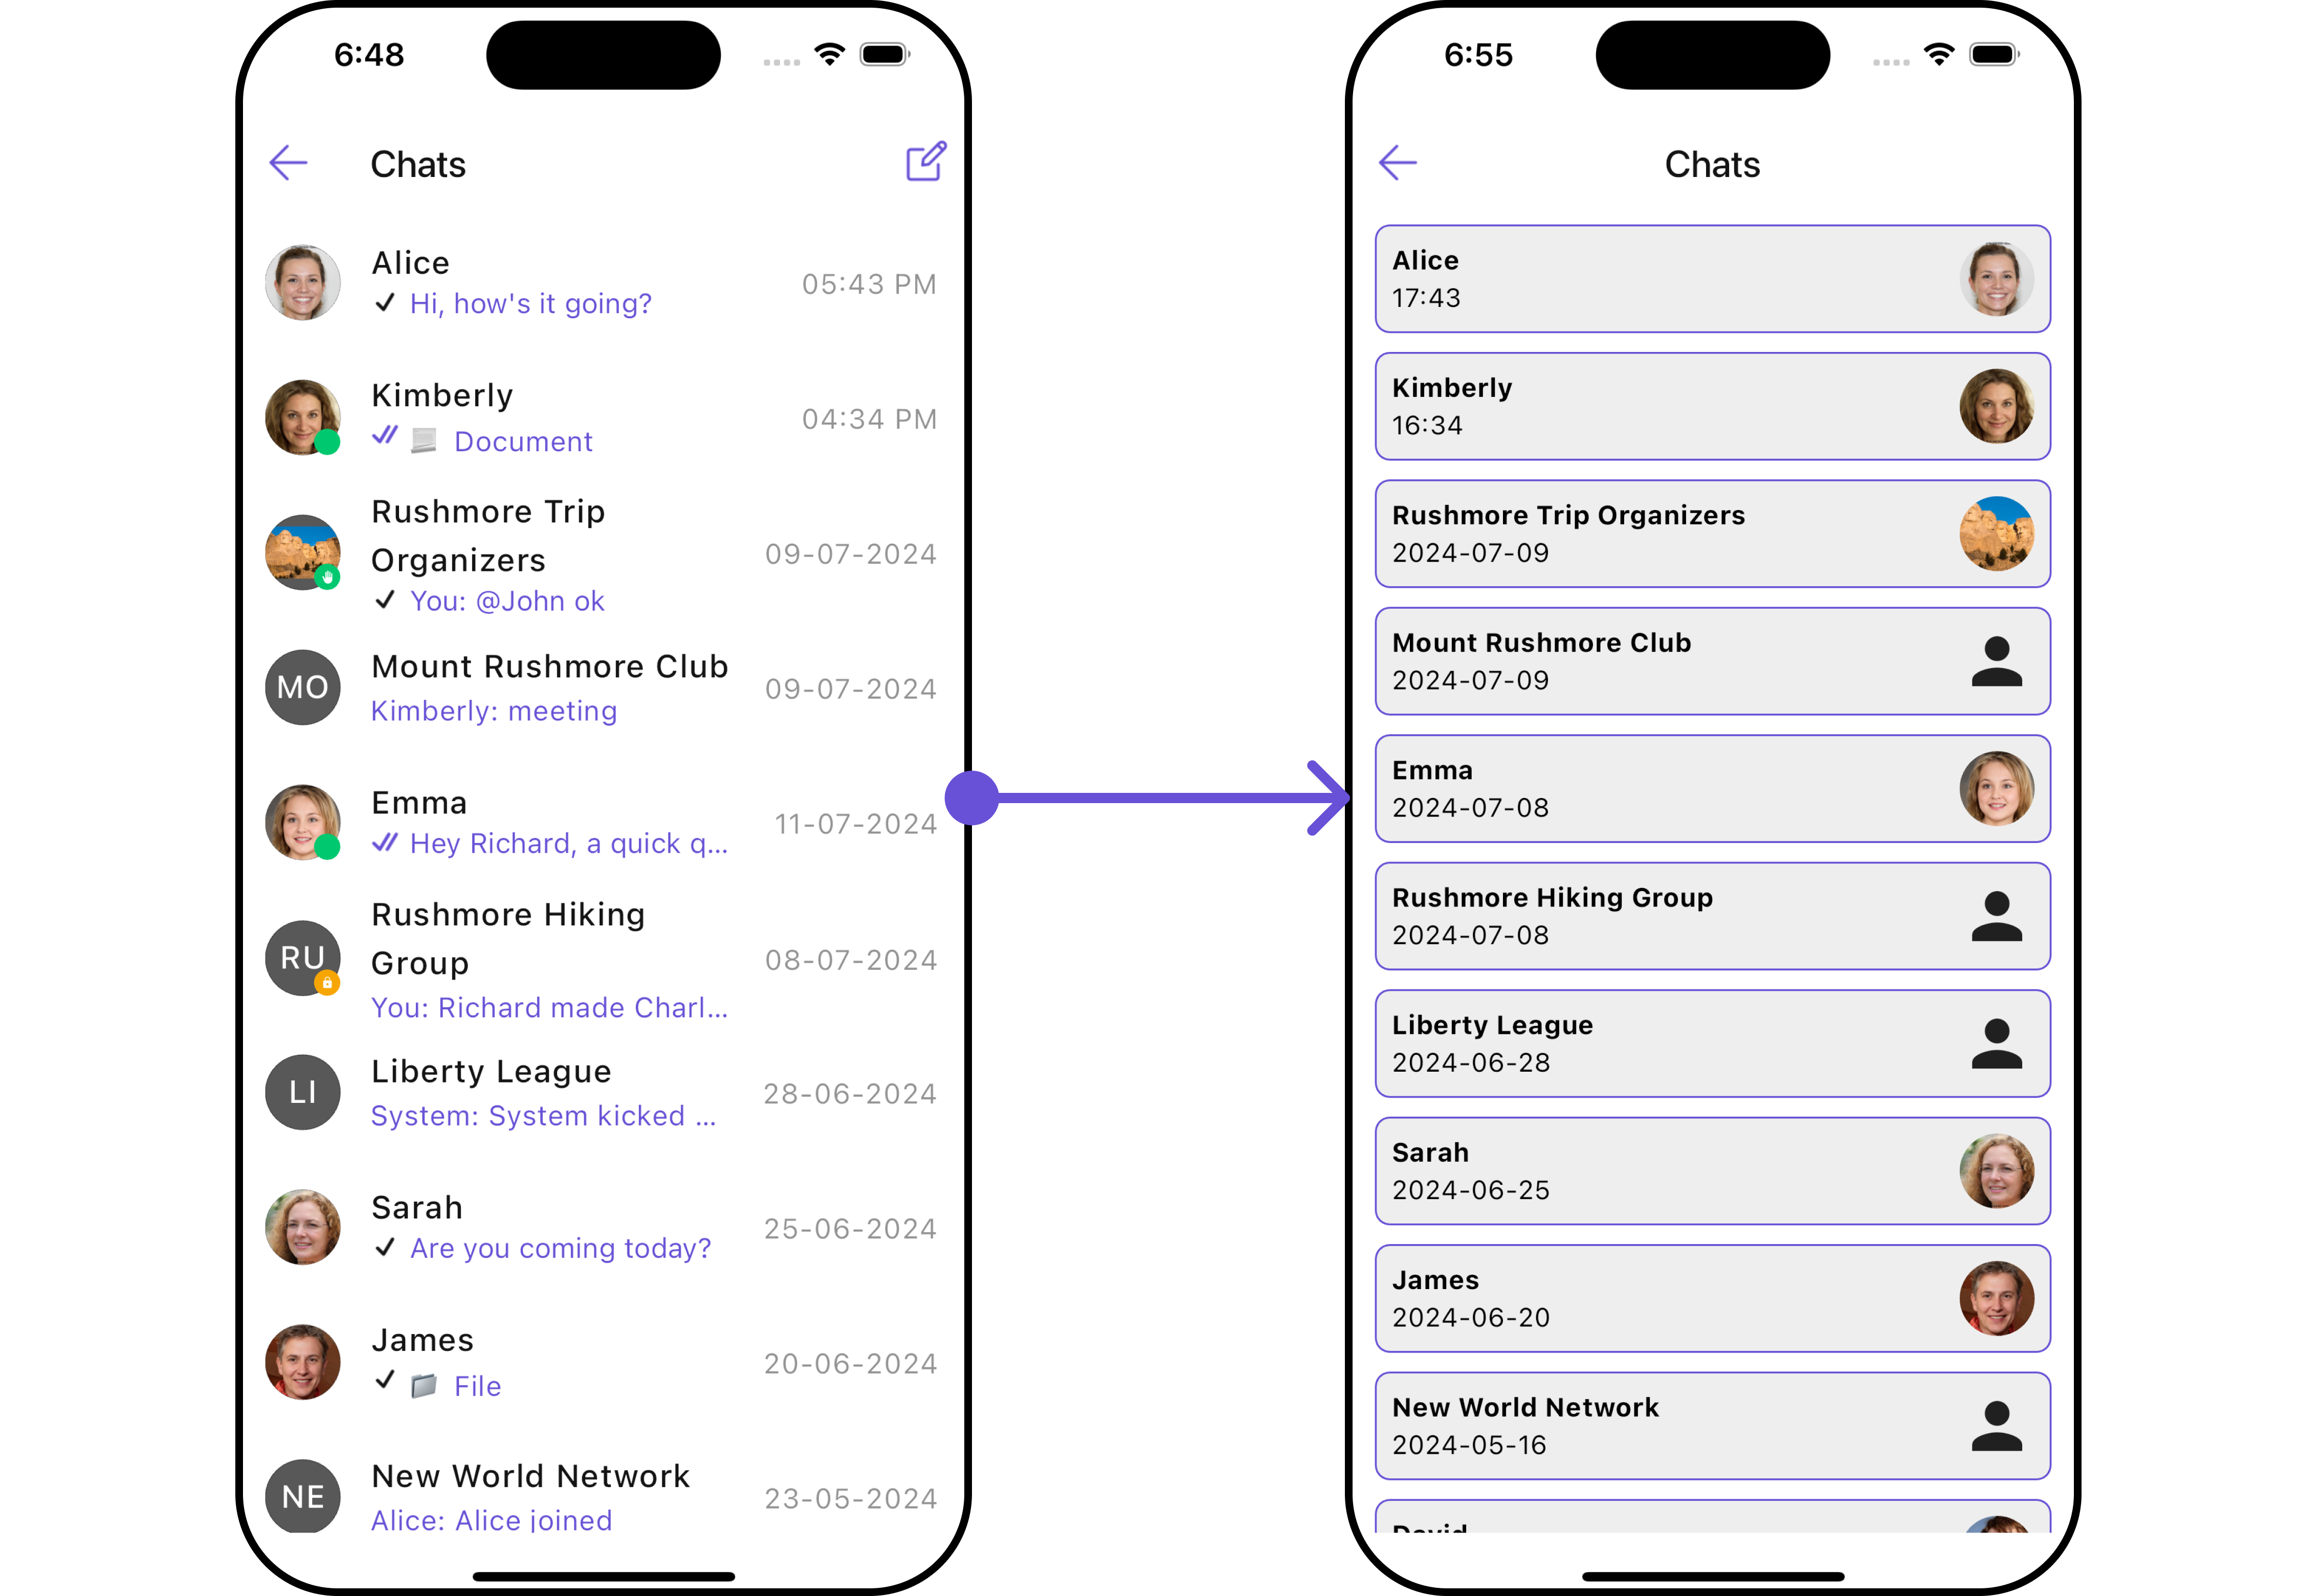 6:48
Chats
Alice
Hi, how's it going?
05:43 PM
Kimberly
Document
04:34 PM
Rushmore Trip
Organizers
You: @John ok
09-07-2024
MO
Mount Rushmore Club
Kimberly: meeting
09-07-2024
Emma
Hey Richard, a quick q...
11-07-2024
RU
Rushmore Hiking
Group
You: Richard made Charl...
08-07-2024
LI
Liberty League
System: System kicked ...
28-06-2024
Sarah
Are you coming today?
25-06-2024
James
File
20-06-2024
NE
New World Network
Alice: Alice joined
23-05-2024
6:55
Chats
Alice
17:43
Kimberly
16:34
Rushmore Trip Organizers
2024-07-09
Mount Rushmore Club
2024-07-09
Emma
2024-07-08
Rushmore Hiking Group
2024-07-08
Liberty League
2024-06-28
Sarah
2024-06-25
James
2024-06-20
New World Network
2024-05-16
David